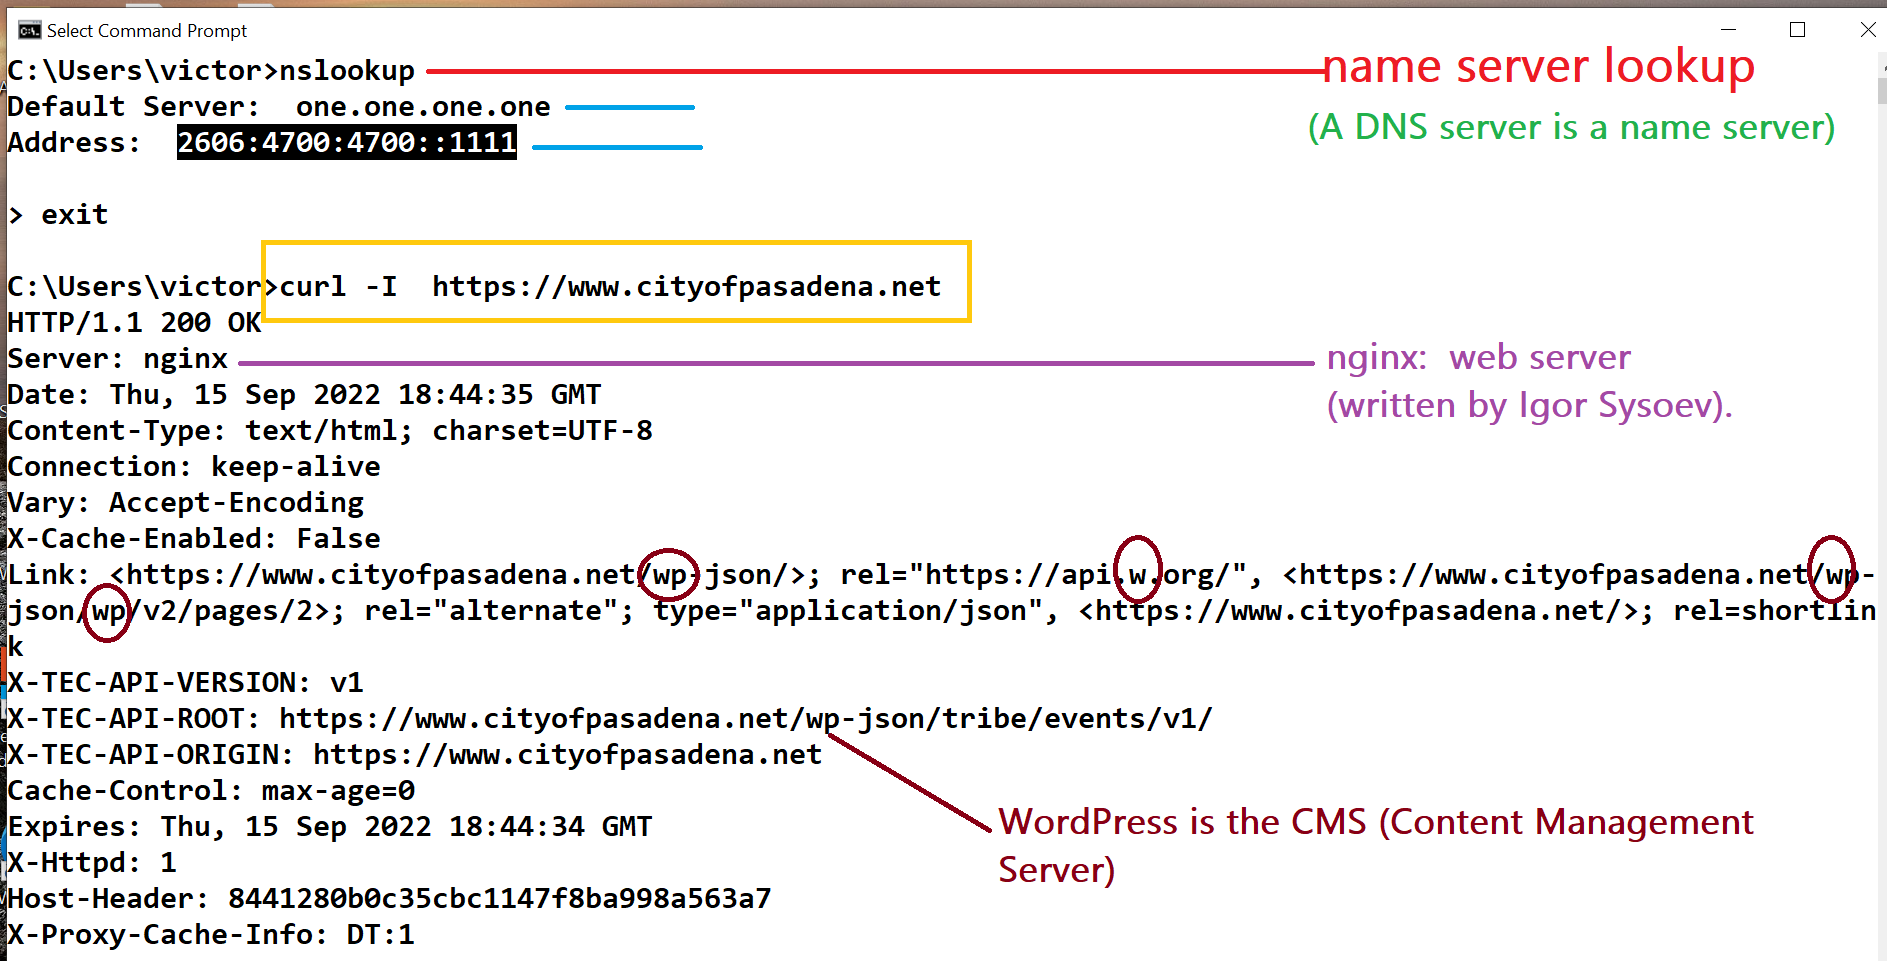 Select Command Prompt
C:\Users\victor>nslookup name server lookup
Default Server:  one.one.one.one
(A DNS server is a name server)
Address:  2606:4700:4700::1111
> exit
C:\Users\victor>curl -I  https://www.cityofpasadena.net
HTTP/1.1 200 OK
Server: nginx nginx:  web server
Date: Thu, 15 Sep 2022 18:44:35 GMT
(written by Igor Sysoev).
Content-Type: text/html; charset=UTF-8
Connection: keep-alive
Vary: Accept-Encoding
X-Cache-Enabled: False
Link: <https://www.cityofpasadena.net/wp-json/>; rel="https://api.w.org/", <https://www.cityofpasadena.net/wp-
json/wp/v2/pages/2>; rel="alternate"; type="application/json", <https://www.cityofpasadena.net/>; rel=shortlin
k
X-TEC-API-VERSION: v1
X-TEC-API-ROOT: https://www.cityofpasadena.net/wp-json/tribe/events/v1/
X-TEC-API-ORIGIN: https://www.cityofpasadena.net
Cache-Control: max-age=0
Expires: Thu, 15 Sep 2022 18:44:34 GMT
WordPress is the CMS (Content Management
Server)
X-Httpd: 1
Host-Header: 8441280b0c35cbc1147f8ba998a563a7
X-Proxy-Cache-Info: DT:1